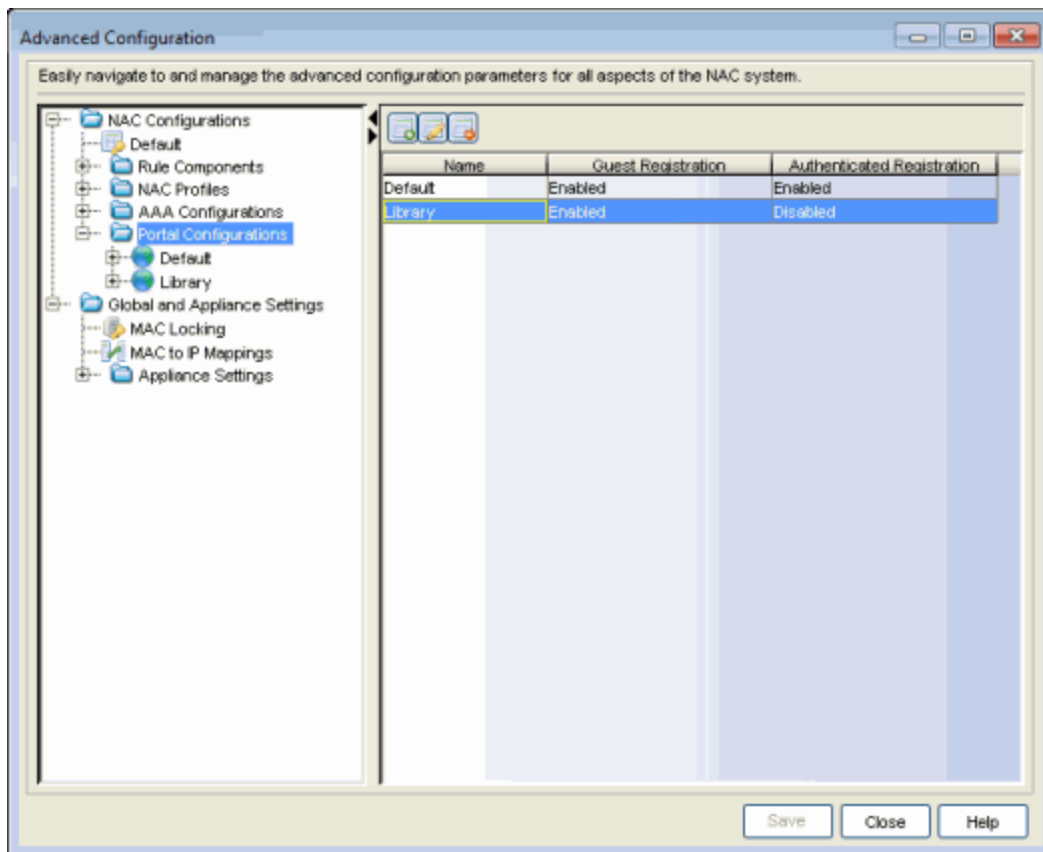 Advanced Configuration
Easily navigate to and manage the advanced configuration parameters for all aspects of the NAC system.
NAC Configurations
Default
Rule Components
NAC Profiles
AAA Configurations
Portal Configurations
Default
Library
Global and Appliance Settings
MAC Locking
MAC to IP Mappings
Appliance Settings
Name Guest Registration Authenticated Registration
Default Enabled Enabled
Library Enabled Disabled
Save Close Help